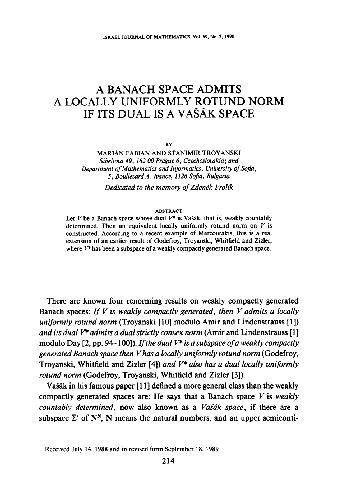 ISRAEL JOURNAL OF MATHEMATICS, Vol. 69, No. 2, 1990
A BANACH SPACE ADMITS
A LOCALLY UNIFORMLY ROTUND NORM
IF ITS DUAL IS A VAŠÁK SPACE
BY
MARIÁN FABIAN AND STANIMIR TROYANSKI
49, 162 00 Prague 6, Czechoslovakia; and
Department of Mathematics and Informatics, University of Sofia,
5, Boulevard A. Ivanov, 1126 Sofia, Bulgaria
Dedicated to the memory of Zdeněk Frolík
ABSTRACT
Let V be a Banach space whose dual V* is Vašák, that is, weakly countably
determined. Then an equivalent locally uniformly rotund norm on V is
constructed. According to a recent example of Mercourakis, this is a real
extension of an earlier result of Godefroy, Troyanski, Whitfield and Zizler,
where V* has been a subspace of a weakly compactly generated Banach space.
There are known four renorming results on weakly compactly generated
Banach spaces: If V is weakly compactly generated, then V admits a locally
uniformly rotund norm (Troyanski [10] modulo Amir and Lindenstrauss [1])
and its dual V* admits a dual strictly convex norm (Amir and Lindenstrauss [1]
modulo Day [2, pp. 94–100]). If the dual V* is a subspace of a weakly compactly
generated Banach space then V has a locally uniformly rotund norm (Godefroy,
Troyanski, Whitfield and Zizler [4]) and V* also has a dual locally uniformly
rotund norm (Godefroy, Troyanski, Whitfield and Zizler [3]).
Vašák in his famous paper [11] defined a more general class than the weakly
compactly generated spaces are: He says that a Banach space V is weakly
countably determined, now also known as a Vašák space, if there are a
subspace Σ' of Nᴺ, N means the natural numbers, and an upper semiconti-
Received July 14, 1988 and in revised form September 18, 1989
214